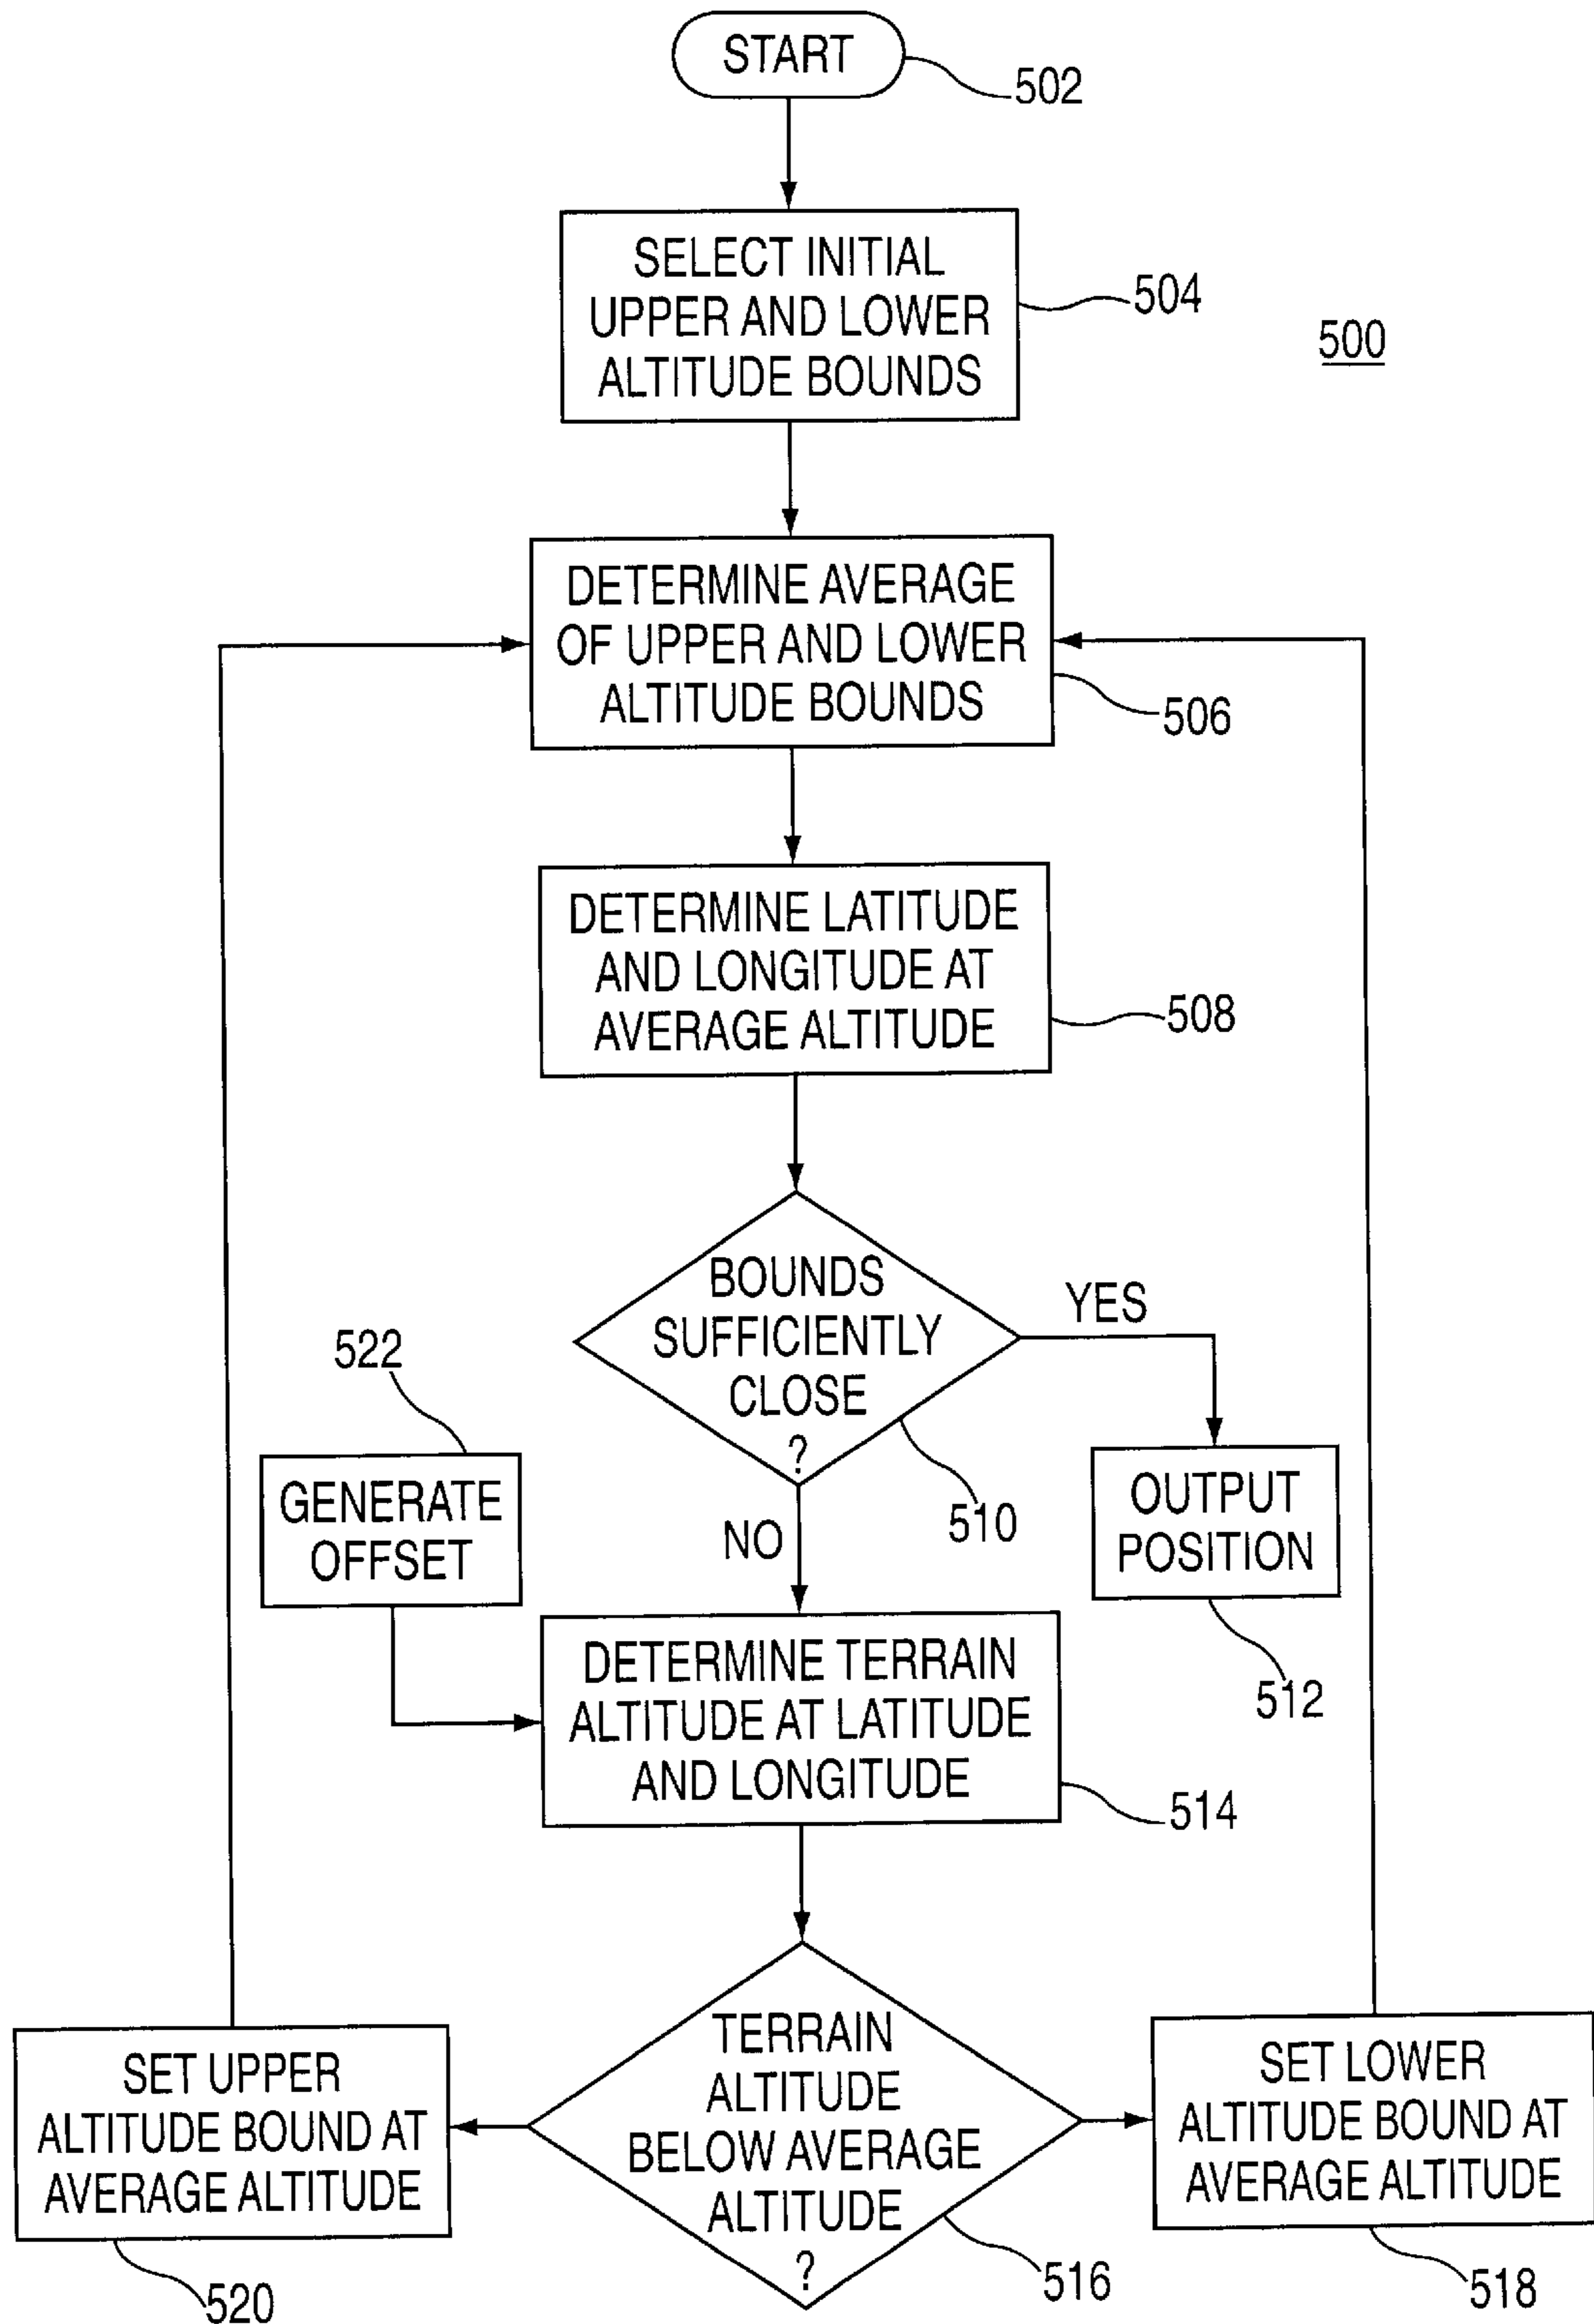 START
502
SELECT INITIAL
UPPER AND LOWER
ALTITUDE BOUNDS
504
500
DETERMINE AVERAGE
OF UPPER AND LOWER
ALTITUDE BOUNDS
506
DETERMINE LATITUDE
AND LONGITUDE AT
AVERAGE ALTITUDE
508
BOUNDS
SUFFICIENTLY
CLOSE
?
YES
510
NO
522
GENERATE
OFFSET
OUTPUT
POSITION
512
DETERMINE TERRAIN
ALTITUDE AT LATITUDE
AND LONGITUDE
514
TERRAIN
ALTITUDE
BELOW AVERAGE
ALTITUDE
?
516
SET UPPER
ALTITUDE BOUND AT
AVERAGE ALTITUDE
520
SET LOWER
ALTITUDE BOUND AT
AVERAGE ALTITUDE
518